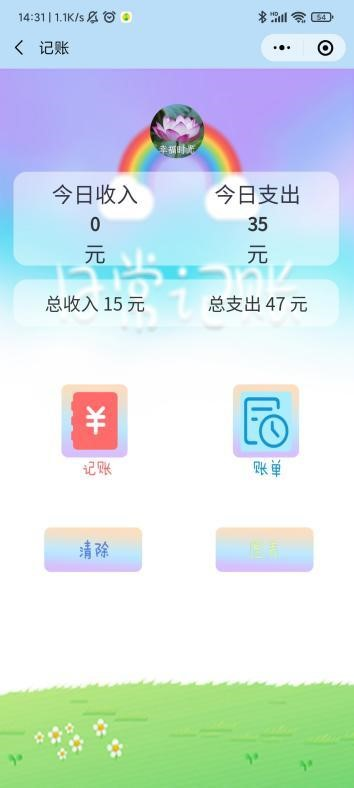 14:31 | 1.1K/s
HD
54
记账
幸福时光
今日收入 今日支出
0 35
元 元
日常记账
总收入 15 元 总支出 47 元
记账 账单
清除